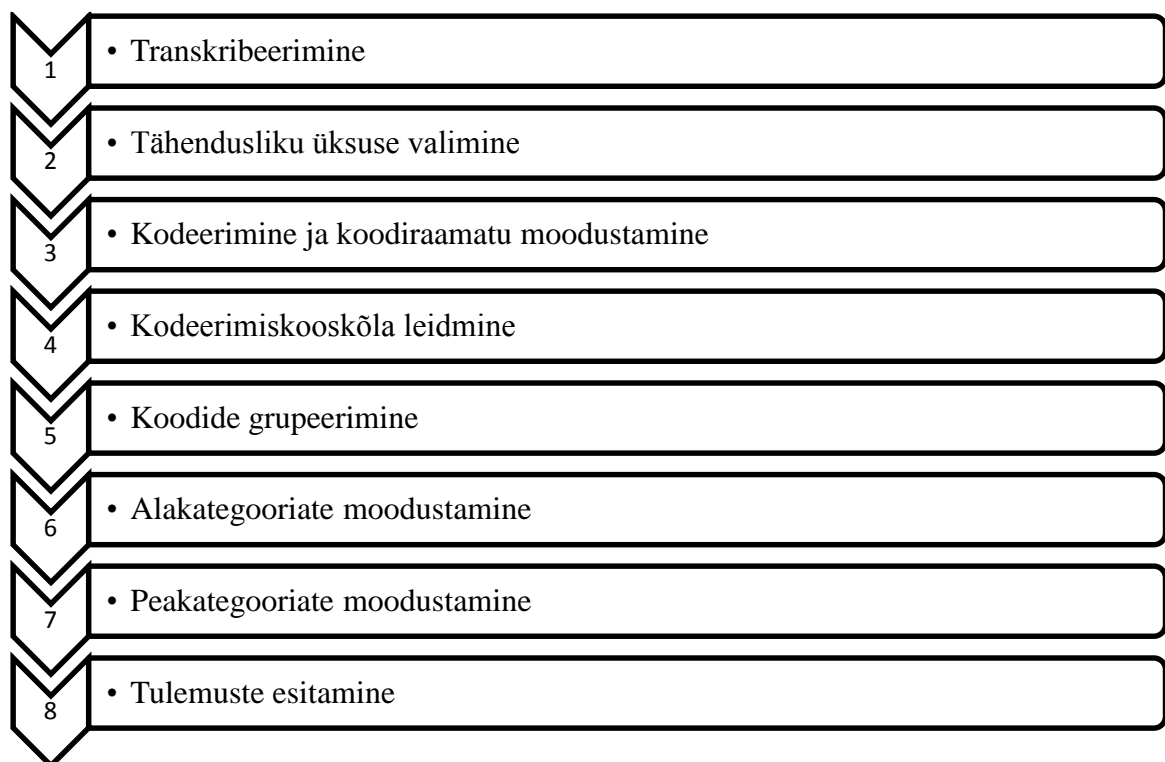 1 • Transkribeerimine
2 • Tähendusliku üksuse valimine
3 • Kodeerimine ja koodiraamatu moodustamine
4 • Kodeerimiskooskõla leidmine
5 • Koodide grupeerimine
6 • Alakategooriate moodustamine
7 • Peakategooriate moodustamine
8 • Tulemuste esitamine